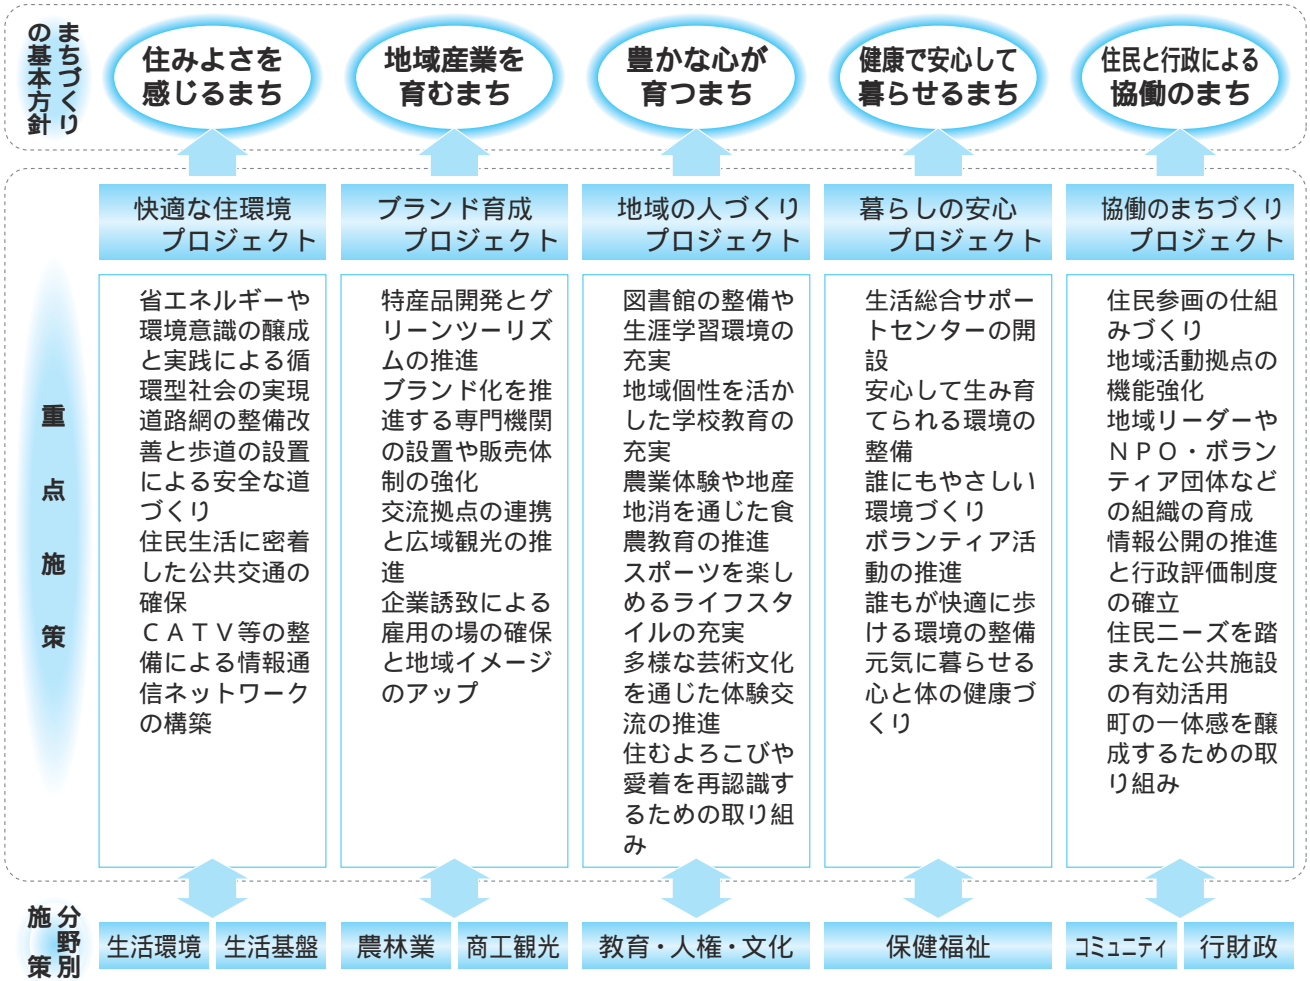 まちづくり
の基本方針
住みよさを
感じるまち
地域産業を
育むまち
豊かな心が
育つまち
健康で安心して
暮らせるまち
住民と行政による
協働のまち
重点施策
快適な住環境
プロジェクト
省エネルギーや
環境意識の醸成
と実践による循
環型社会の実現
道路網の整備改
善と歩道の設置
による安全な道
づくり
住民生活に密着
した公共交通の
確保
ＣＡＴＶ等の整
備による情報通
信ネットワーク
の構築
ブランド育成
プロジェクト
特産品開発とグ
リーンツーリズ
ムの推進
ブランド化を推
進する専門機関
の設置や販売体
制の強化
交流拠点の連携
と広域観光の推
進
企業誘致による
雇用の場の確保
と地域イメージ
のアップ
地域の人づくり
プロジェクト
図書館の整備や
生涯学習環境の
充実
地域個性を活か
した学校教育の
充実
農業体験や地産
地消を通じた食
農教育の推進
スポーツを楽し
めるライフスタ
イルの充実
多様な芸術文化
を通じた体験交
流の推進
住むよろこびや
愛着を再認識す
るための取り組
み
暮らしの安心
プロジェクト
生活総合サポー
トセンターの開
設
安心して生み育
てられる環境の
整備
誰にもやさしい
環境づくり
ボランティア活
動の推進
誰もが快適に歩
ける環境の整備
元気に暮らせる
心と体の健康づ
くり
協働のまちづくり
プロジェクト
住民参画の仕組
みづくり
地域活動拠点の
機能強化
地域リーダーや
ＮＰＯ・ボラン
ティア団体など
の組織の育成
情報公開の推進
と行政評価制度
の確立
住民ニーズを踏
まえた公共施設
の有効活用
町の一体感を醸
成するための取
り組み
分野別
施策
生活環境
生活基盤
農林業
商工観光
教育・人権・文化
保健福祉
コミュニティ
行財政